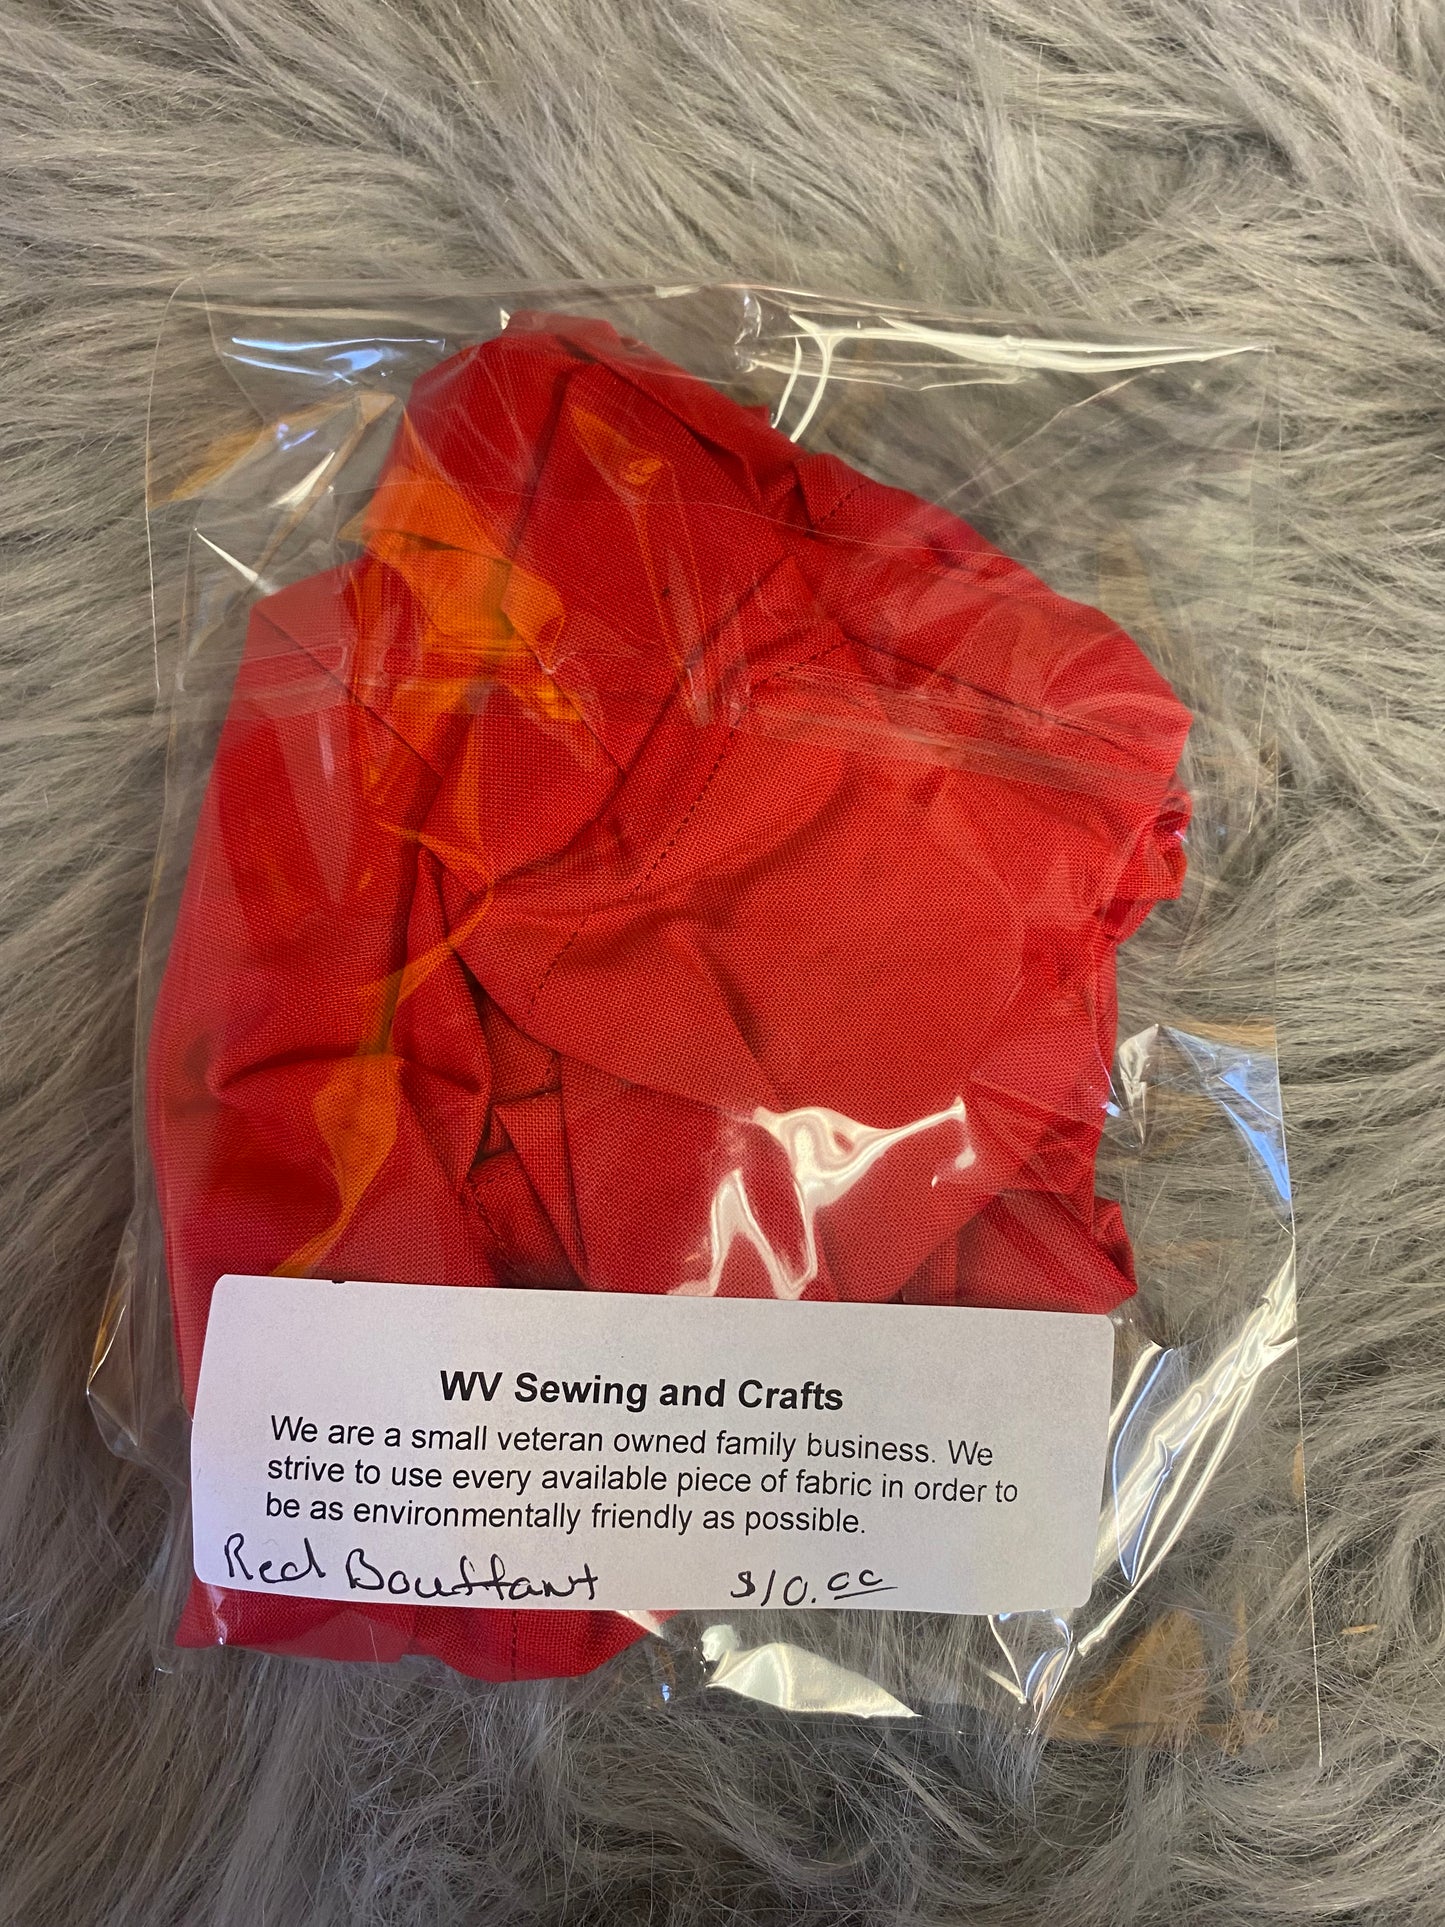 WV Sewing and Crafts
We are a small veteran owned family business. We
strive to use every available piece of fabric in order to
be as environmentally friendly as possible.
Red Bouffant $10.00